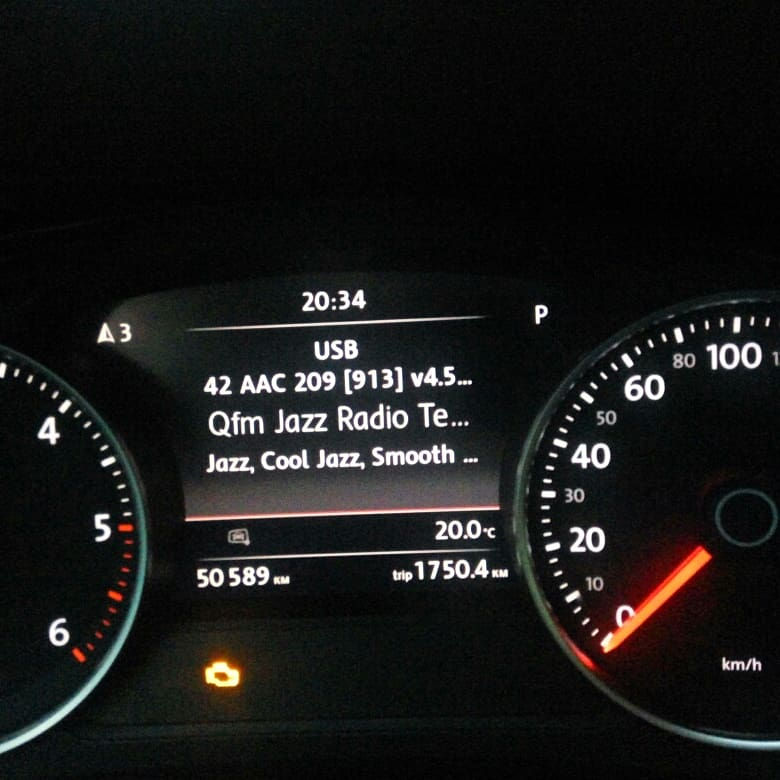 20:34
P
3
USB
42 AAC 209 [913] v4.5...
Qfm Jazz Radio Te...
Jazz, Cool Jazz, Smooth ...
20.0°C
50589 KM
trip 1750.4 KM
4
5
6
0
10
20
30
40
50
60
80
100
km/h